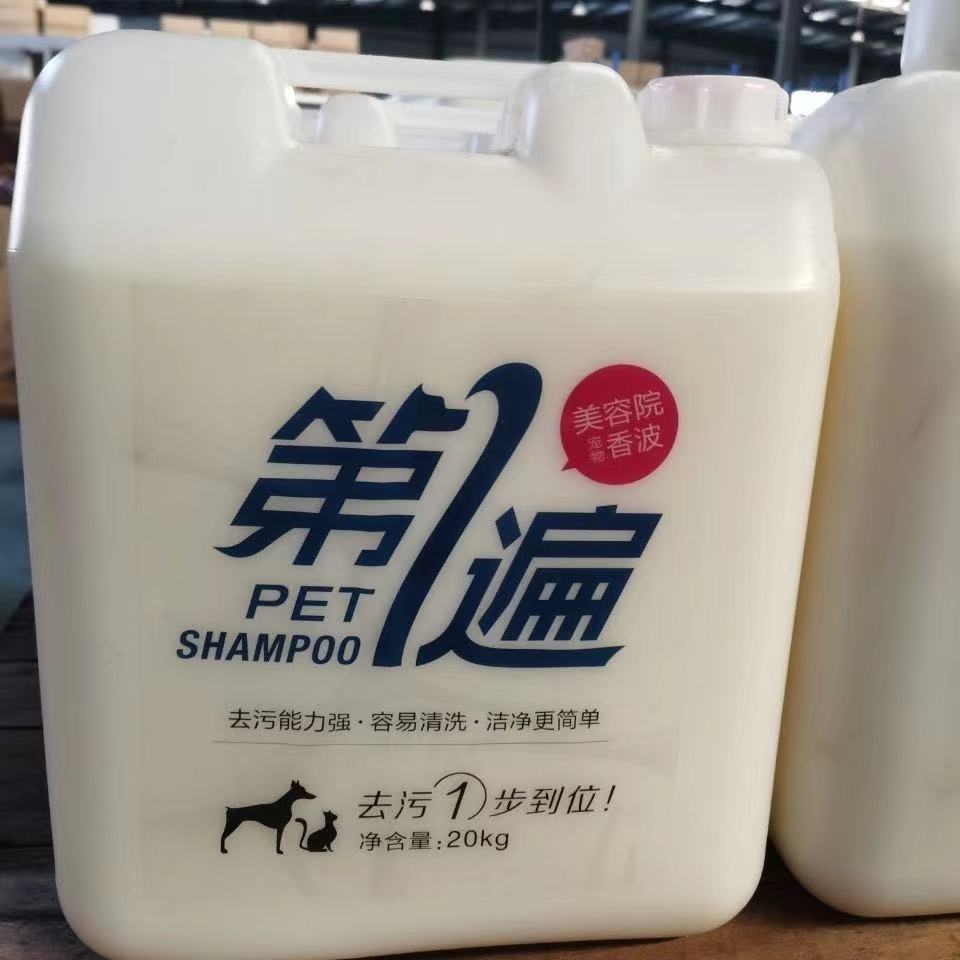 美容院
宠物香波
第1遍
PET
SHAMPOO
去污能力强·容易清洗·洁净更简单
去污1步到位!
净含量:20kg